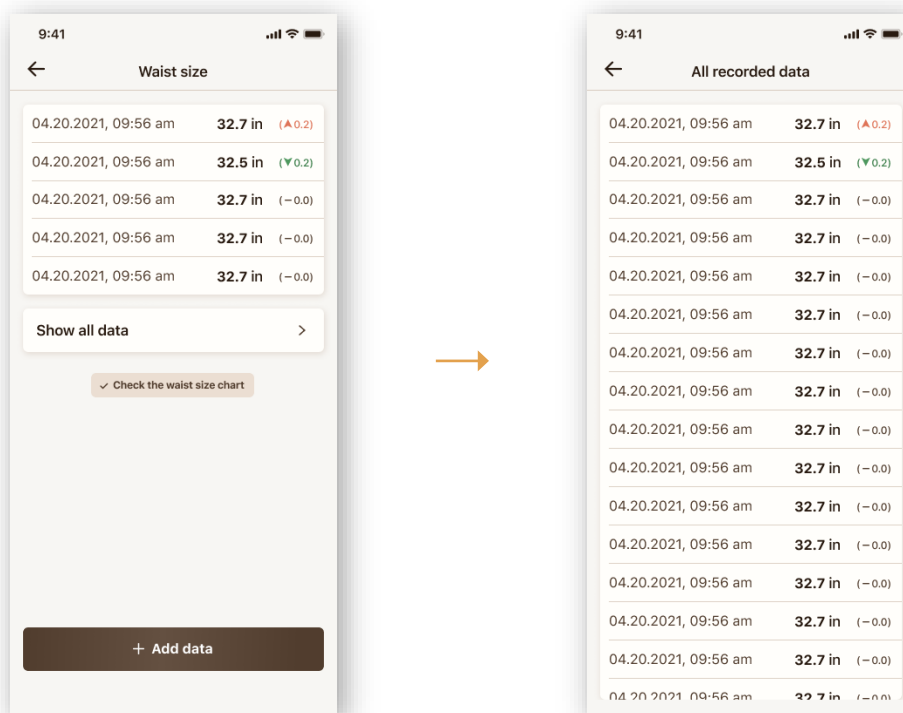 9:41
Waist size
04.20.2021, 09:56 am 32.7 in (▲0.2)
04.20.2021, 09:56 am 32.5 in (▼0.2)
04.20.2021, 09:56 am 32.7 in (–0.0)
04.20.2021, 09:56 am 32.7 in (–0.0)
04.20.2021, 09:56 am 32.7 in (–0.0)
Show all data
Check the waist size chart
+ Add data
9:41
All recorded data
04.20.2021, 09:56 am 32.7 in (▲0.2)
04.20.2021, 09:56 am 32.5 in (▼0.2)
04.20.2021, 09:56 am 32.7 in (–0.0)
04.20.2021, 09:56 am 32.7 in (–0.0)
04.20.2021, 09:56 am 32.7 in (–0.0)
04.20.2021, 09:56 am 32.7 in (–0.0)
04.20.2021, 09:56 am 32.7 in (–0.0)
04.20.2021, 09:56 am 32.7 in (–0.0)
04.20.2021, 09:56 am 32.7 in (–0.0)
04.20.2021, 09:56 am 32.7 in (–0.0)
04.20.2021, 09:56 am 32.7 in (–0.0)
04.20.2021, 09:56 am 32.7 in (–0.0)
04.20.2021, 09:56 am 32.7 in (–0.0)
04.20.2021, 09:56 am 32.7 in (–0.0)
04.20.2021, 09:56 am 32.7 in (–0.0)
04.20.2021, 09:56 am 32.7 in (–0.0)